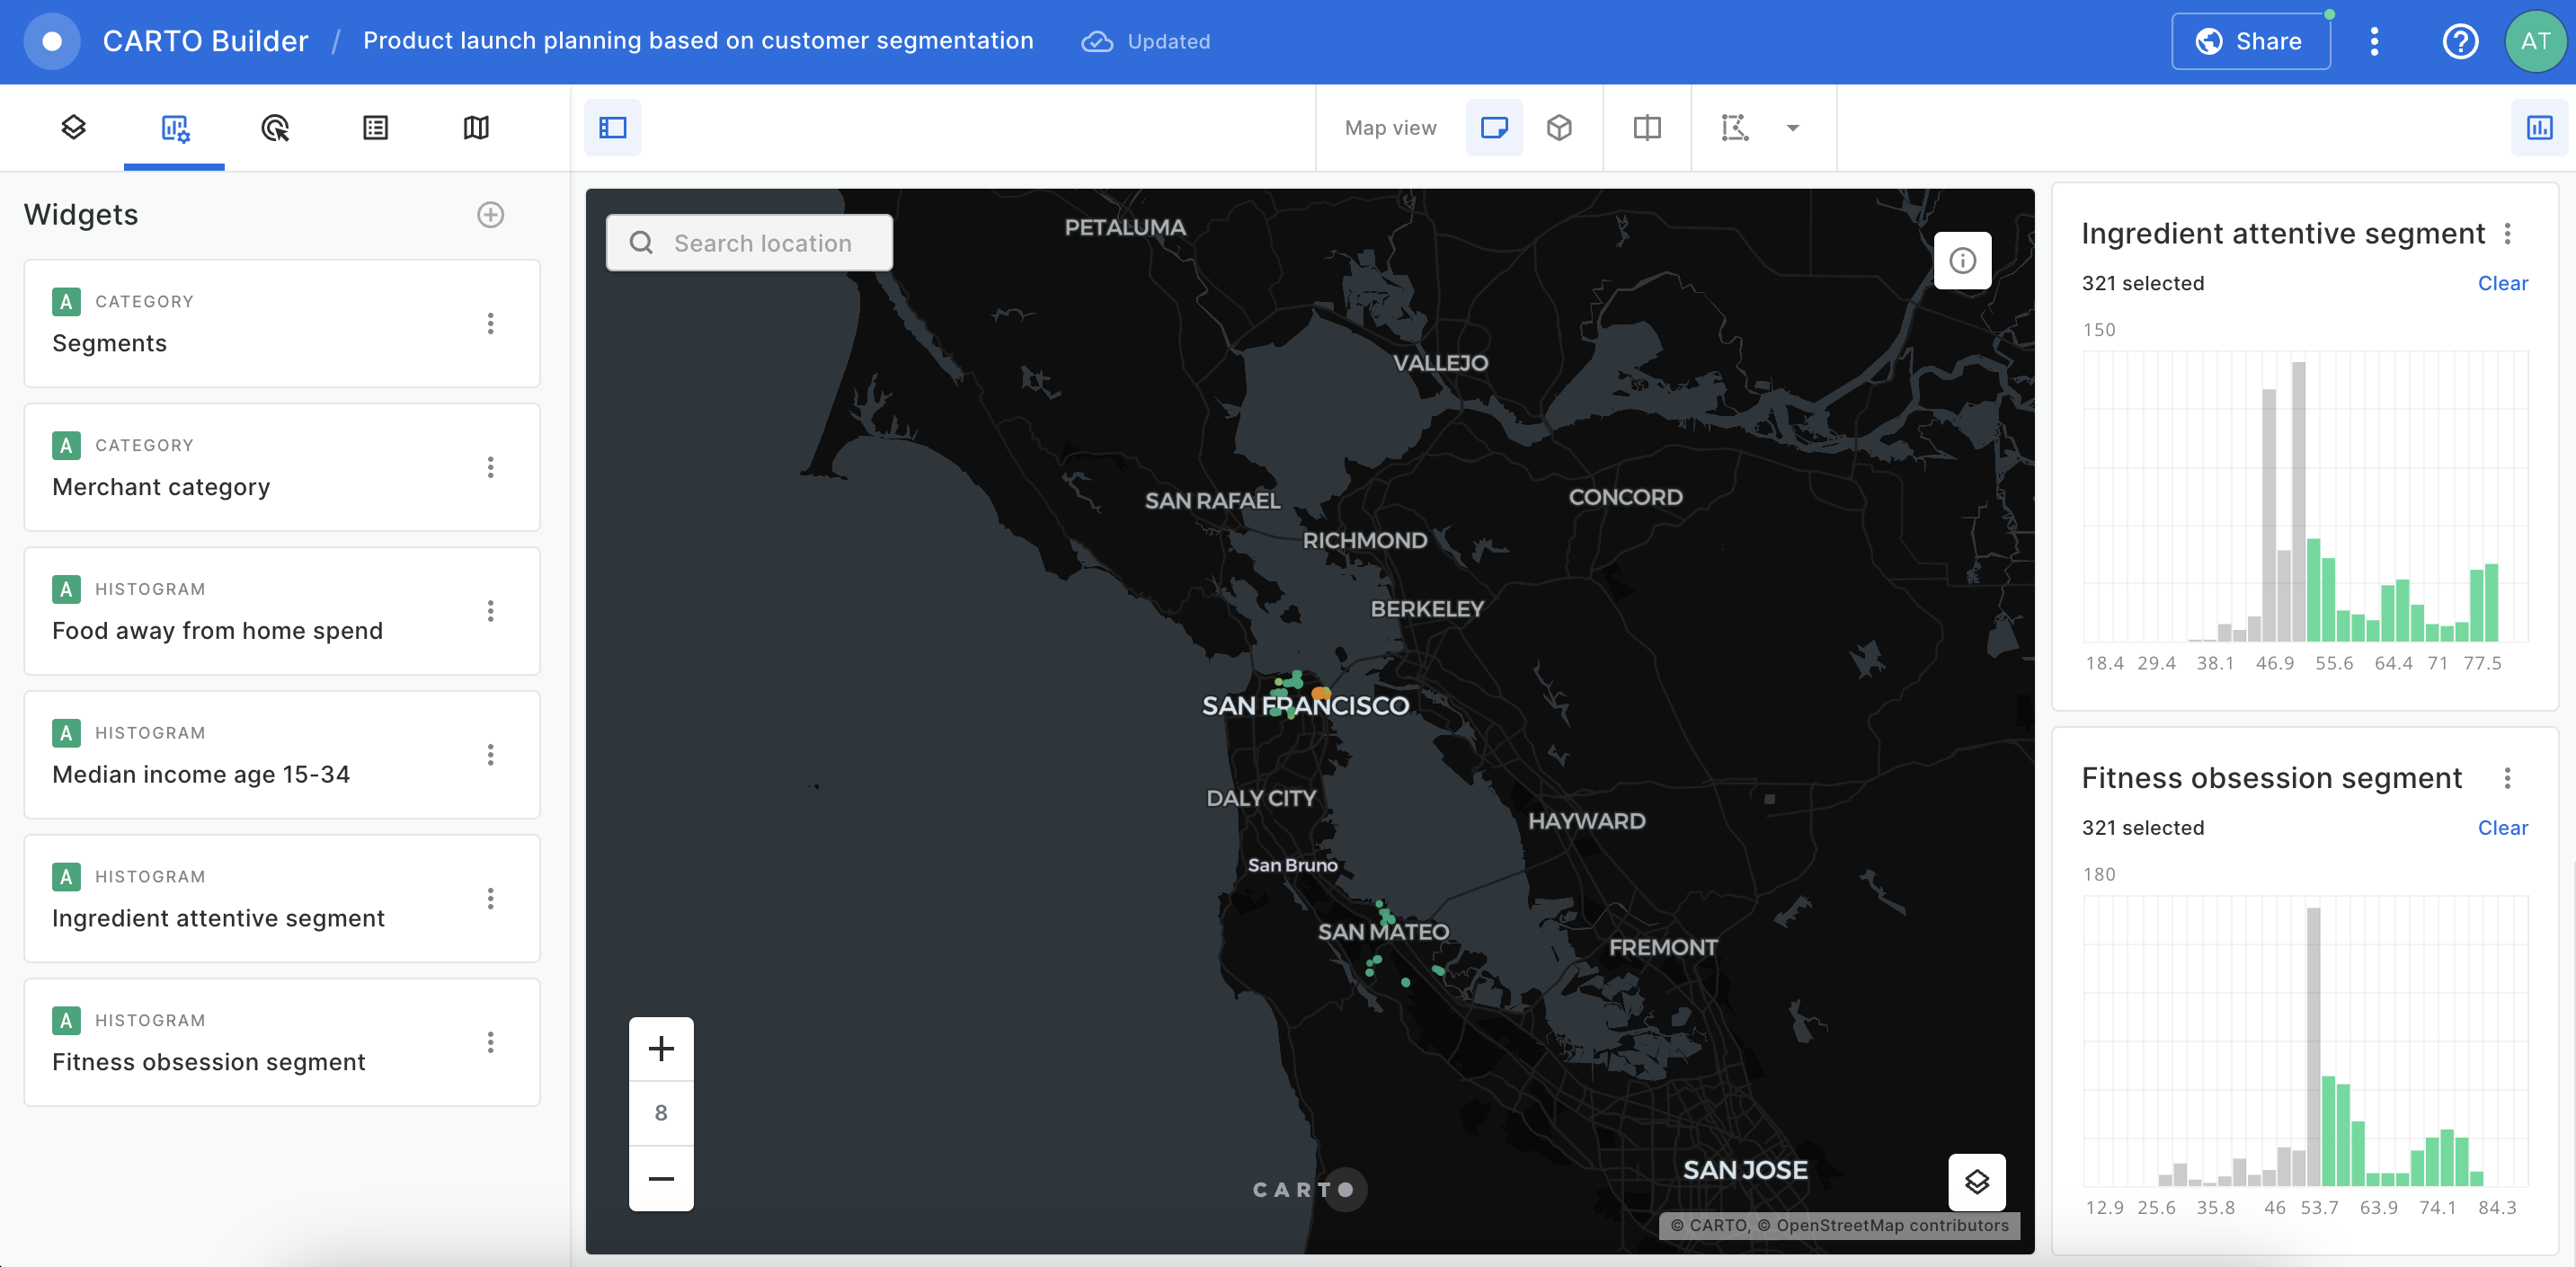 CARTO Builder / Product launch planning based on customer segmentation Updated
Share
AT
Map view
Widgets
A CATEGORY
Segments
A CATEGORY
Merchant category
A HISTOGRAM
Food away from home spend
A HISTOGRAM
Median income age 15-34
A HISTOGRAM
Ingredient attentive segment
A HISTOGRAM
Fitness obsession segment
Search location
PETALUMA
VALLEJO
SAN RAFAEL
CONCORD
RICHMOND
BERKELEY
SAN FRANCISCO
DALY CITY
HAYWARD
San Bruno
SAN MATEO
FREMONT
SAN JOSE
8
CARTO
© CARTO, © OpenStreetMap contributors
Ingredient attentive segment
321 selected Clear
150
18.4 29.4 38.1 46.9 55.6 64.4 71 77.5
Fitness obsession segment
321 selected Clear
180
12.9 25.6 35.8 46 53.7 63.9 74.1 84.3